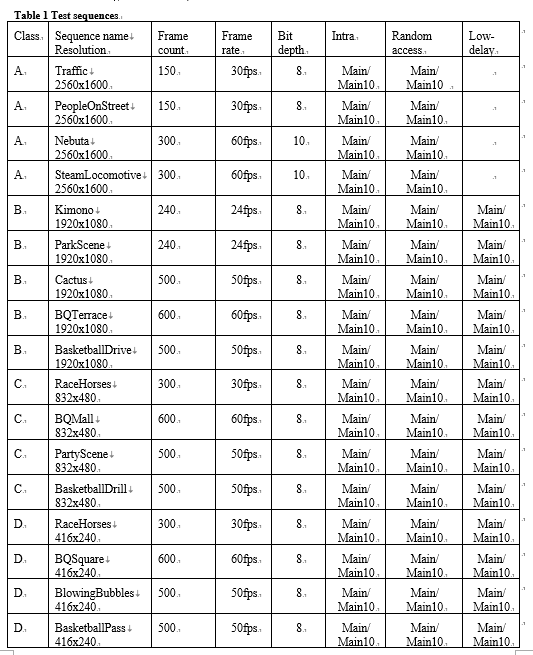 Table 1 Test sequences
Class Sequence name Frame Frame Bit Intra Random Low-
Resolution count rate depth access delay
A Traffic 150 30fps 8 Main/ Main/
2560x1600 Main10 Main10
A PeopleOnStreet 150 30fps 8 Main/ Main/
2560x1600 Main10 Main10
A Nebuta 300 60fps 10 Main/ Main/
2560x1600 Main10 Main10
A SteamLocomotive 300 60fps 10 Main/ Main/
2560x1600 Main10 Main10
B Kimono 240 24fps 8 Main/ Main/ Main/
1920x1080 Main10 Main10 Main10
B ParkScene 240 24fps 8 Main/ Main/ Main/
1920x1080 Main10 Main10 Main10
B Cactus 500 50fps 8 Main/ Main/ Main/
1920x1080 Main10 Main10 Main10
B BQTerrace 600 60fps 8 Main/ Main/ Main/
1920x1080 Main10 Main10 Main10
B BasketballDrive 500 50fps 8 Main/ Main/ Main/
1920x1080 Main10 Main10 Main10
C RaceHorses 300 30fps 8 Main/ Main/ Main/
832x480 Main10 Main10 Main10
C BQMall 600 60fps 8 Main/ Main/ Main/
832x480 Main10 Main10 Main10
C PartyScene 500 50fps 8 Main/ Main/ Main/
832x480 Main10 Main10 Main10
C BasketballDrill 500 50fps 8 Main/ Main/ Main/
832x480 Main10 Main10 Main10
D RaceHorses 300 30fps 8 Main/ Main/ Main/
416x240 Main10 Main10 Main10
D BQSquare 600 60fps 8 Main/ Main/ Main/
416x240 Main10 Main10 Main10
D BlowingBubbles 500 50fps 8 Main/ Main/ Main/
416x240 Main10 Main10 Main10
D BasketballPass 500 50fps 8 Main/ Main/ Main/
416x240 Main10 Main10 Main10